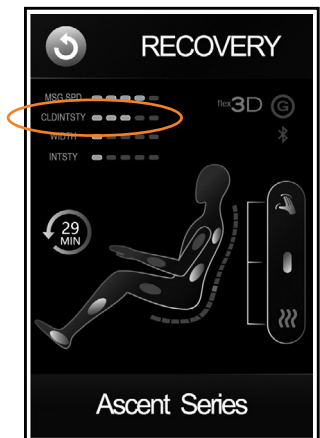 RECOVERY
MSG SPD
CLDINTSTY
flex3D G
WIDTH
INTSTY
29
MIN
Ascent Series